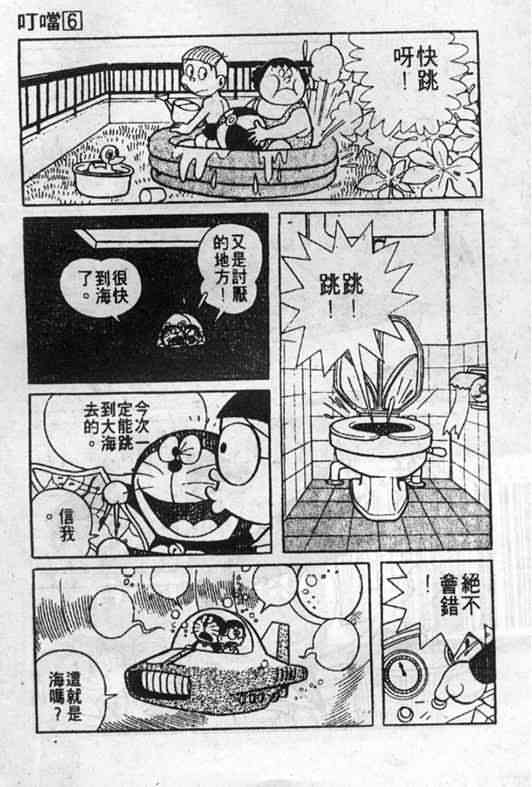 叮噹6
快跳
呀！
又是討厭
的地方！
很快
到海
了。
跳！
跳！
今次一
定能跳
到大海
去的。
信我
。
絕不
會錯
！
這就是
海嗎？